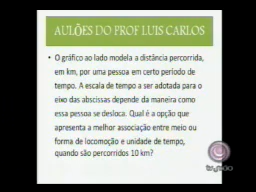 AULÕES DO PROF LUIS CARLOS
• O gráfico ao lado modela a distância percorrida,
em km, por uma pessoa em certo período de
tempo. A escala de tempo a ser adotada para o
eixo das abscissas depende da maneira como
essa pessoa se desloca. Qual é a opção que
apresenta a melhor associação entre meio ou
forma de locomoção e unidade de tempo,
quando são percorridos 10 km?